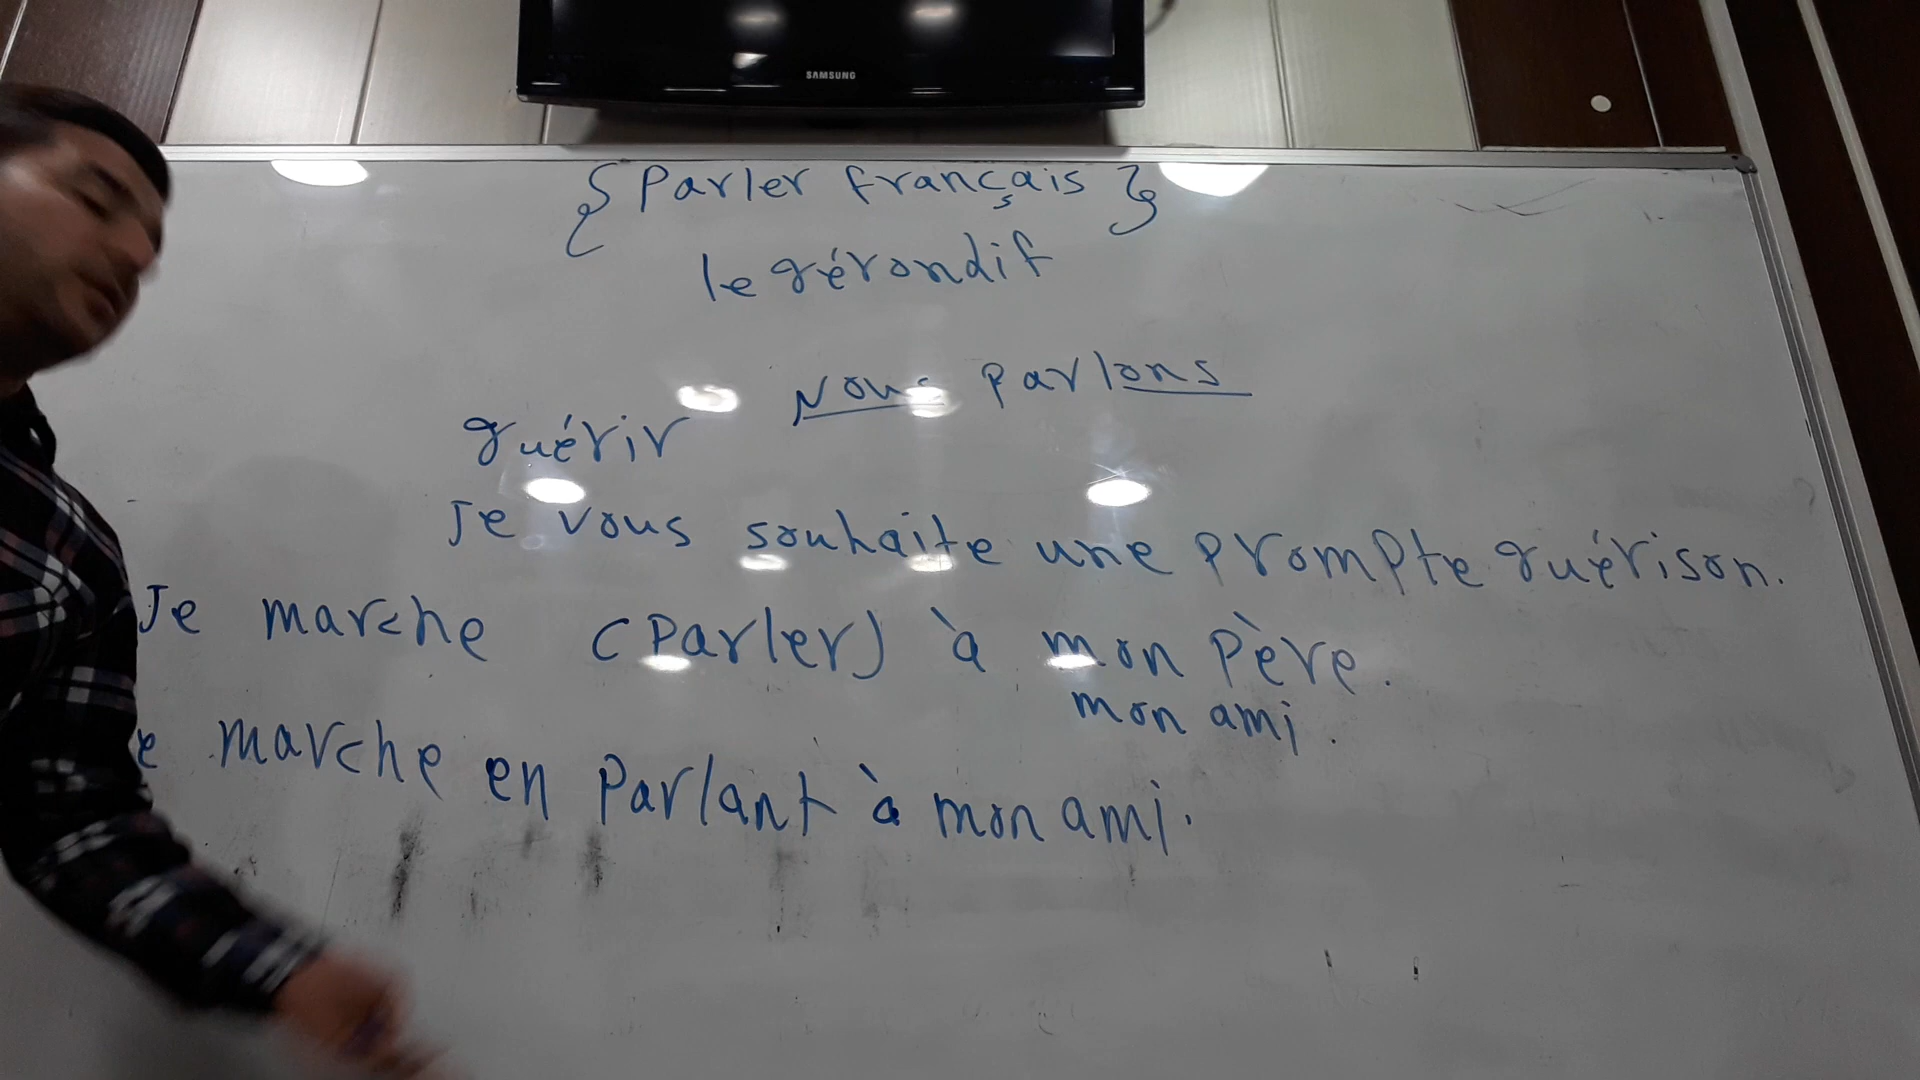 SAMSUNG
{ Parler français }
le gérondif
Nous parlons
guérir
Je vous souhaite une prompte guérison.
Je marche (Parler) à mon Père.
mon ami.
e marche en Parlant à mon ami.